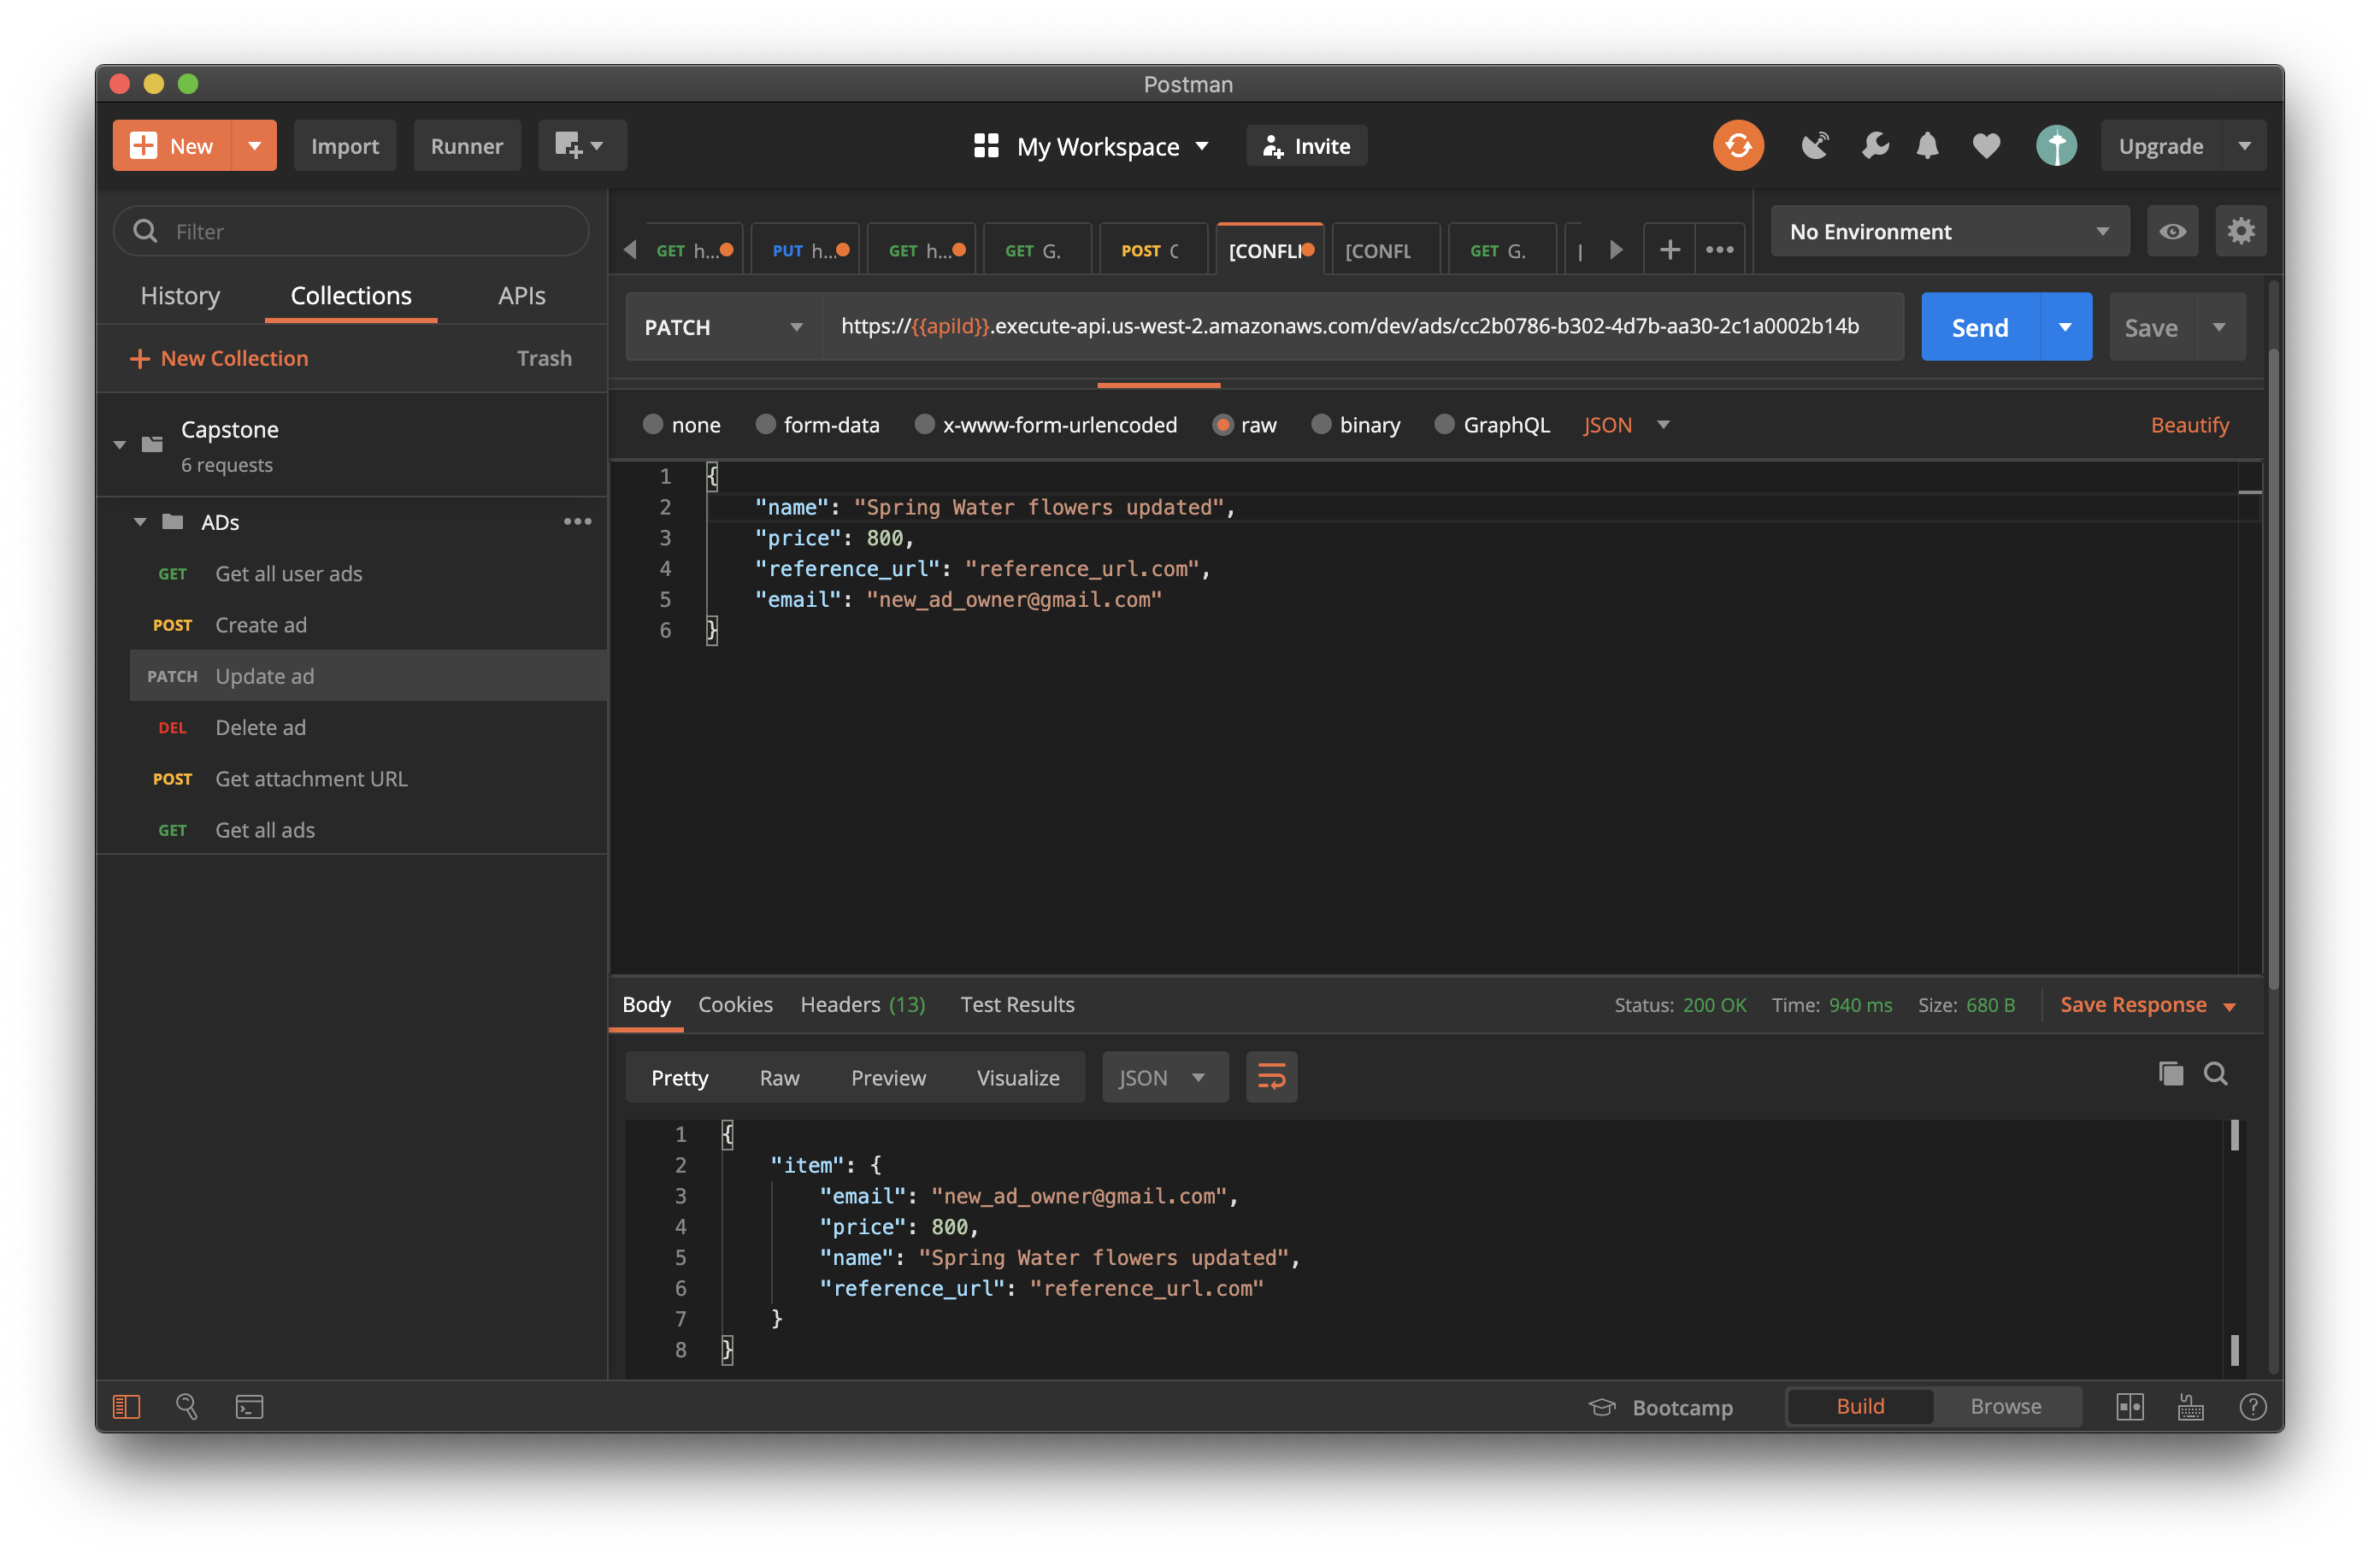 Postman
New
Import
Runner
My Workspace
Invite
Upgrade
Filter
History
Collections
APIs
New Collection
Trash
Capstone
6 requests
ADs
GET Get all user ads
POST Create ad
PATCH Update ad
DEL Delete ad
POST Get attachment URL
GET Get all ads
GET h...
PUT h...
GET h...
GET G.
POST
[CONFLI
[CONFL
GET G.
No Environment
PATCH
https://{{apiId}}.execute-api.us-west-2.amazonaws.com/dev/ads/cc2b0786-b302-4d7b-aa30-2c1a0002b14b
Send
Save
none
form-data
x-www-form-urlencoded
raw
binary
GraphQL
JSON
Beautify
1 {
2 "name": "Spring Water flowers updated",
3 "price": 800,
4 "reference_url": "reference_url.com",
5 "email": "new_ad_owner@gmail.com"
6 }
Body
Cookies
Headers (13)
Test Results
Status: 200 OK
Time: 940 ms
Size: 680 B
Save Response
Pretty
Raw
Preview
Visualize
JSON
1 {
2 "item": {
3 "email": "new_ad_owner@gmail.com",
4 "price": 800,
5 "name": "Spring Water flowers updated",
6 "reference_url": "reference_url.com"
7 }
8 }
Bootcamp
Build
Browse